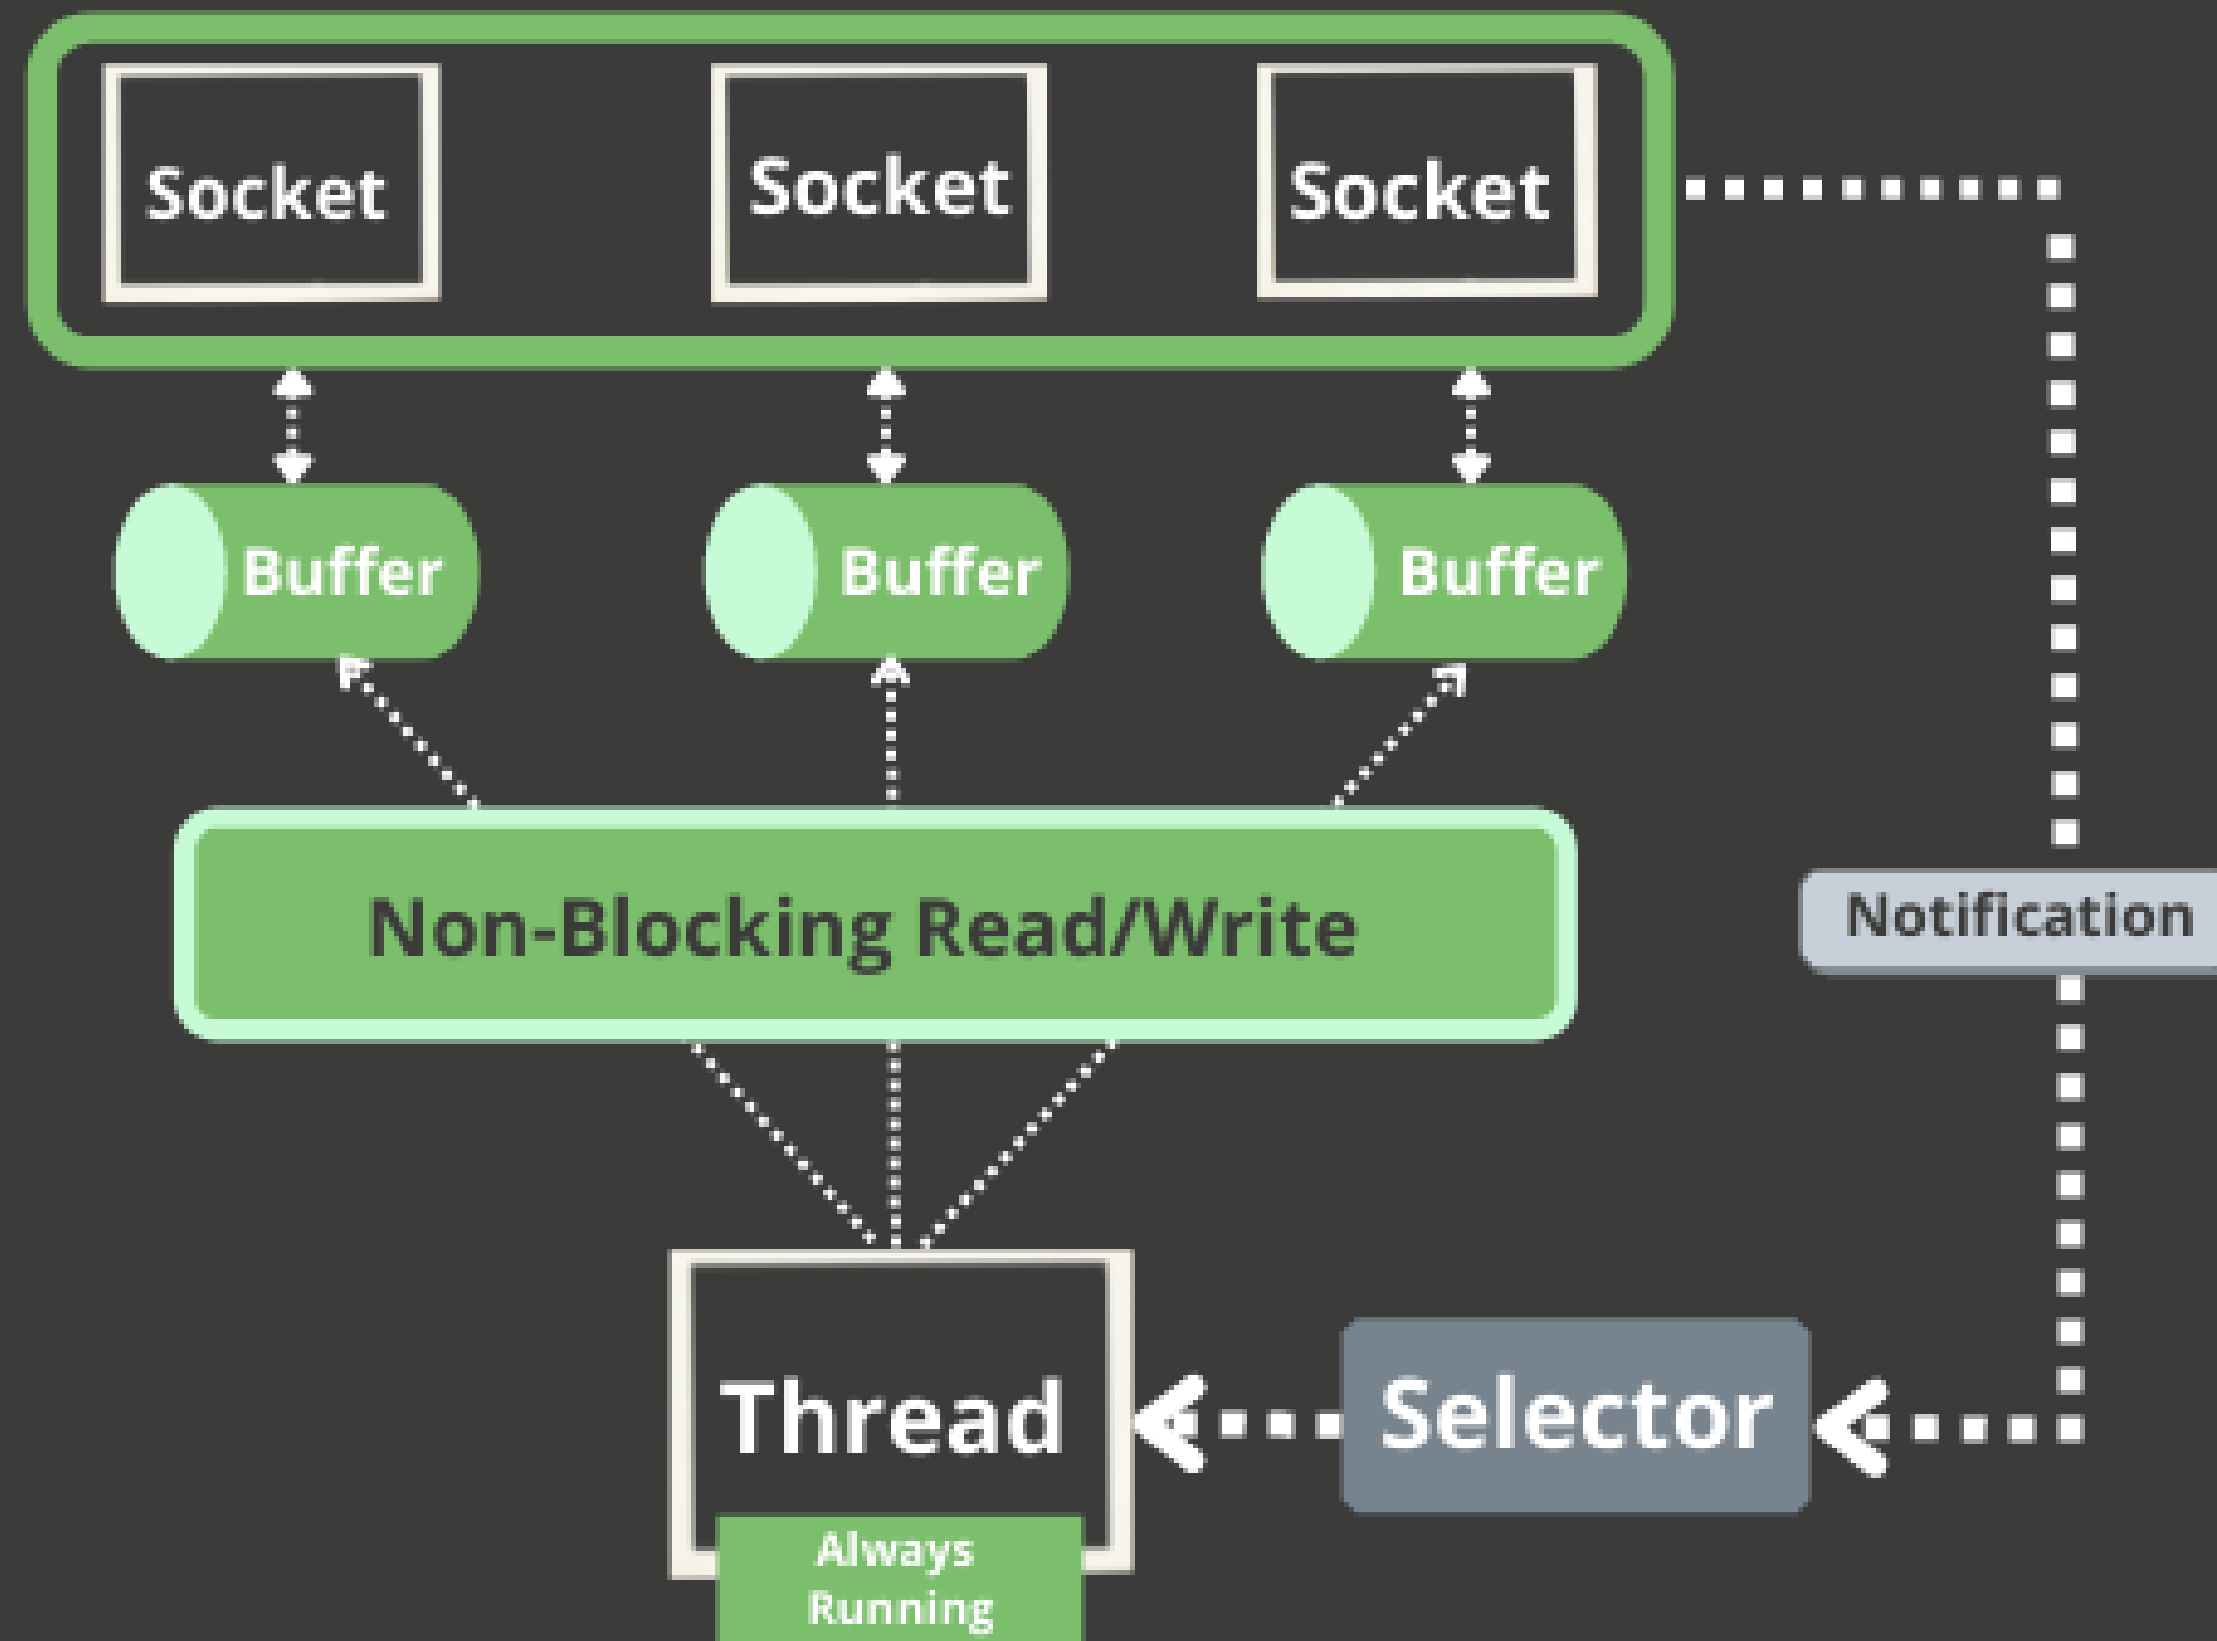 Socket
Socket
Socket
Buffer
Buffer
Buffer
Non-Blocking Read/Write
Notification
Thread
Selector
Always
Running